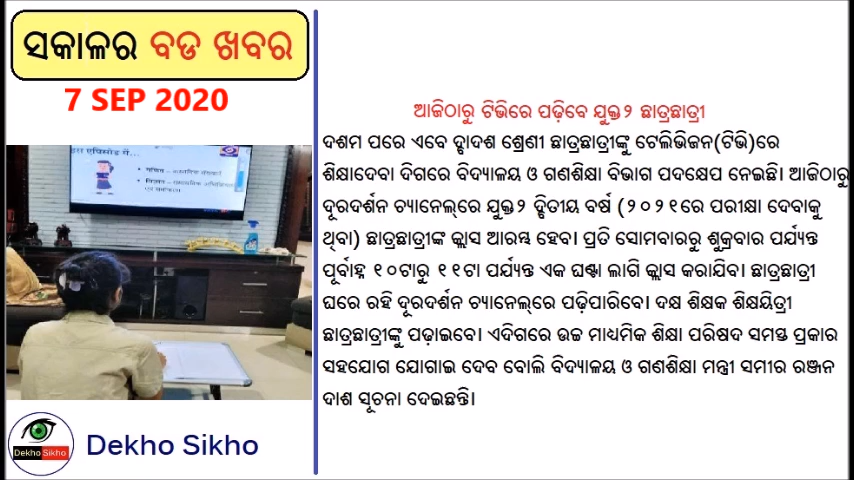 ସକାଳର ବଡ ଖବର
7 SEP 2020
ଆଜିଠାରୁ ଟିଭିରେ ପଢ଼ିବେ ଯୁକ୍ତ୨ ଛାତ୍ରଛାତ୍ରୀ
ଦଶମ ପରେ ଏବେ ଦ୍ୱାଦଶ ଶ୍ରେଣୀ ଛାତ୍ରଛାତ୍ରୀଙ୍କୁ ଟେଲିଭିଜନ(ଟିଭି)ରେ
ଶିକ୍ଷାଦେବା ଦିଗରେ ବିଦ୍ୟାଳୟ ଓ ଗଣଶିକ୍ଷା ବିଭାଗ ପଦକ୍ଷେପ ନେଇଛି। ଆଜିଠାରୁ
ଦୂରଦର୍ଶନ ଚ୍ୟାନେଲ୍‌ରେ ଯୁକ୍ତ୨ ଦ୍ୱିତୀୟ ବର୍ଷ (୨୦୨୧ରେ ପରୀକ୍ଷା ଦେବାକୁ
ଥିବା) ଛାତ୍ରଛାତ୍ରୀଙ୍କ କ୍ଲାସ ଆରମ୍ଭ ହେବ। ପ୍ରତି ସୋମବାରରୁ ଶୁକ୍ରବାର ପର୍ଯ୍ୟନ୍ତ
ପୂର୍ବାହ୍ନ ୧୦ଟାରୁ ୧୧ଟା ପର୍ଯ୍ୟନ୍ତ ଏକ ଘଣ୍ଟା ଲାଗି କ୍ଲାସ କରାଯିବ। ଛାତ୍ରଛାତ୍ରୀ
ଘରେ ରହି ଦୂରଦର୍ଶନ ଚ୍ୟାନେଲ୍‌ରେ ପଢ଼ିପାରିବେ। ଦକ୍ଷ ଶିକ୍ଷକ ଶିକ୍ଷୟିତ୍ରୀ
ଛାତ୍ରଛାତ୍ରୀଙ୍କୁ ପଢ଼ାଇବେ। ଏଦିଗରେ ଉଚ୍ଚ ମାଧ୍ୟମିକ ଶିକ୍ଷା ପରିଷଦ ସମସ୍ତ ପ୍ରକାର
ସହଯୋଗ ଯୋଗାଇ ଦେବ ବୋଲି ବିଦ୍ୟାଳୟ ଓ ଗଣଶିକ୍ଷା ମନ୍ତ୍ରୀ ସମୀର ରଞ୍ଜନ
ଦାଶ ସୂଚନା ଦେଇଛନ୍ତି।
Dekho Sikho
Dekho Sikho